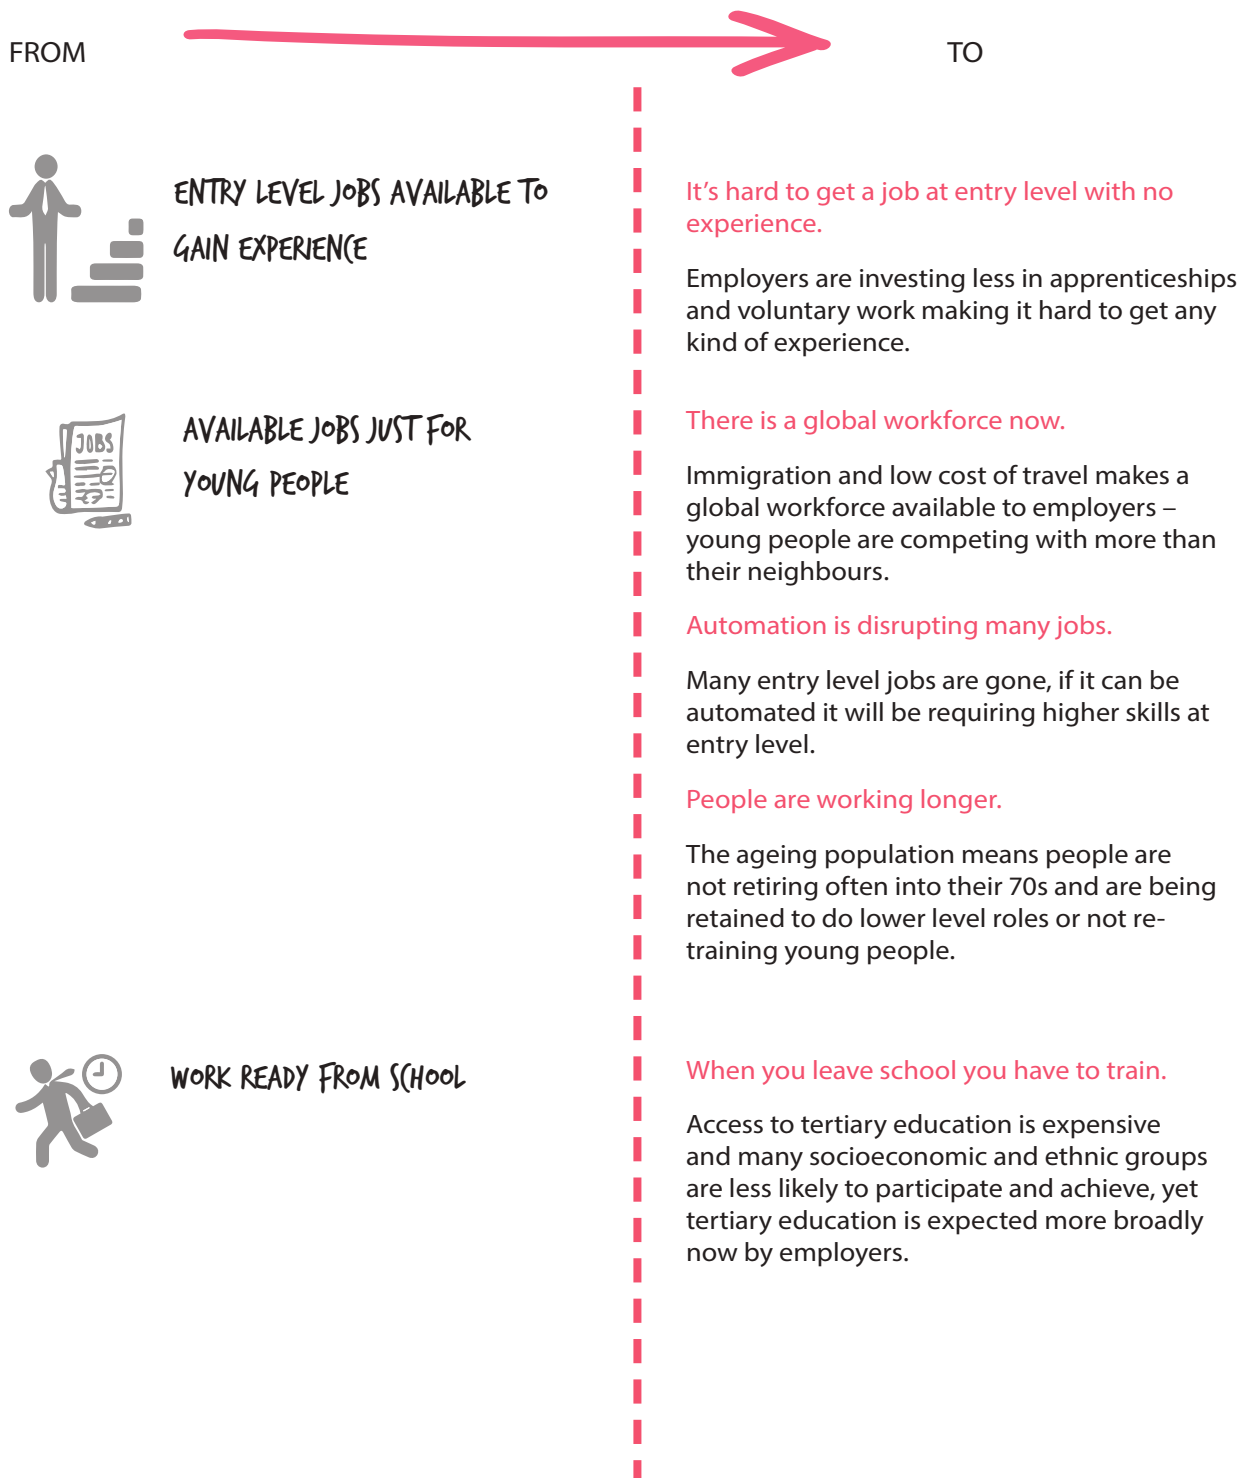 FROM
TO
ENTRY LEVEL JOBS AVAILABLE TO
GAIN EXPERIENCE
It's hard to get a job at entry level with no
experience.
Employers are investing less in apprenticeships
and voluntary work making it hard to get any
kind of experience.
JOBS
AVAILABLE JOBS JUST FOR
YOUNG PEOPLE
There is a global workforce now.
Immigration and low cost of travel makes a
global workforce available to employers –
young people are competing with more than
their neighbours.
Automation is disrupting many jobs.
Many entry level jobs are gone, if it can be
automated it will be requiring higher skills at
entry level.
People are working longer.
The ageing population means people are
not retiring often into their 70s and are being
retained to do lower level roles or not re-
training young people.
WORK READY FROM SCHOOL
When you leave school you have to train.
Access to tertiary education is expensive
and many socioeconomic and ethnic groups
are less likely to participate and achieve, yet
tertiary education is expected more broadly
now by employers.